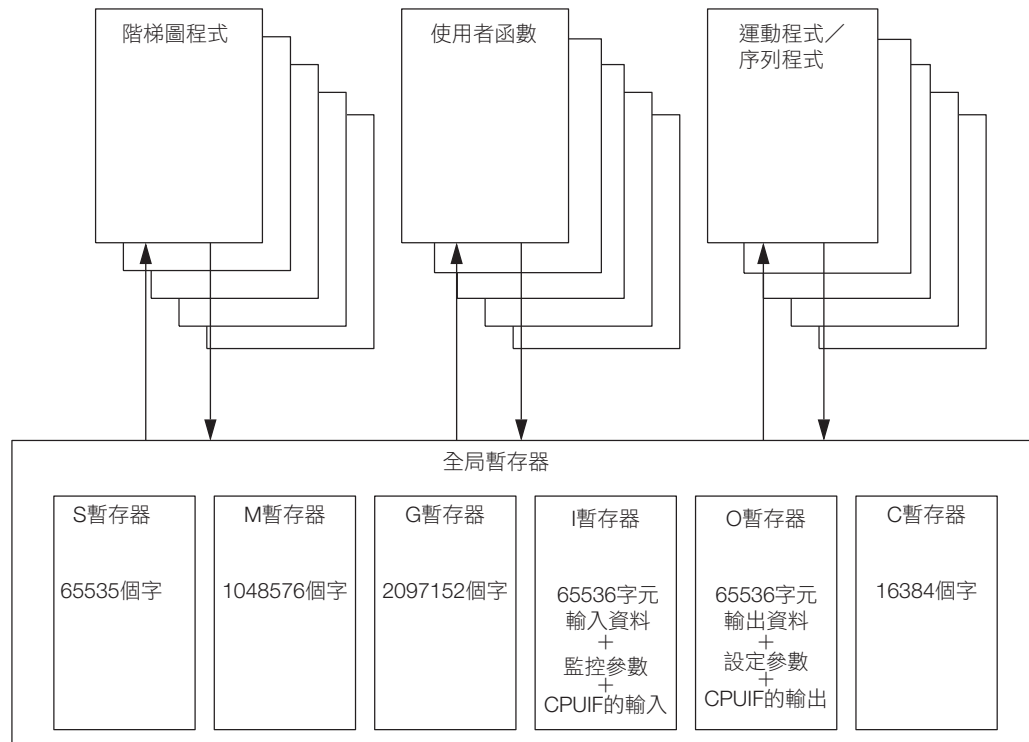 階梯圖程式
使用者函數
運動程式／
序列程式
全局暫存器
S暫存器
65535個字
M暫存器
1048576個字
G暫存器
2097152個字
I暫存器
65536字元
輸入資料
＋
監控參數
＋
CPUIF的輸入
O暫存器
65536字元
輸出資料
＋
設定參數
＋
CPUIF的輸出
C暫存器
16384個字